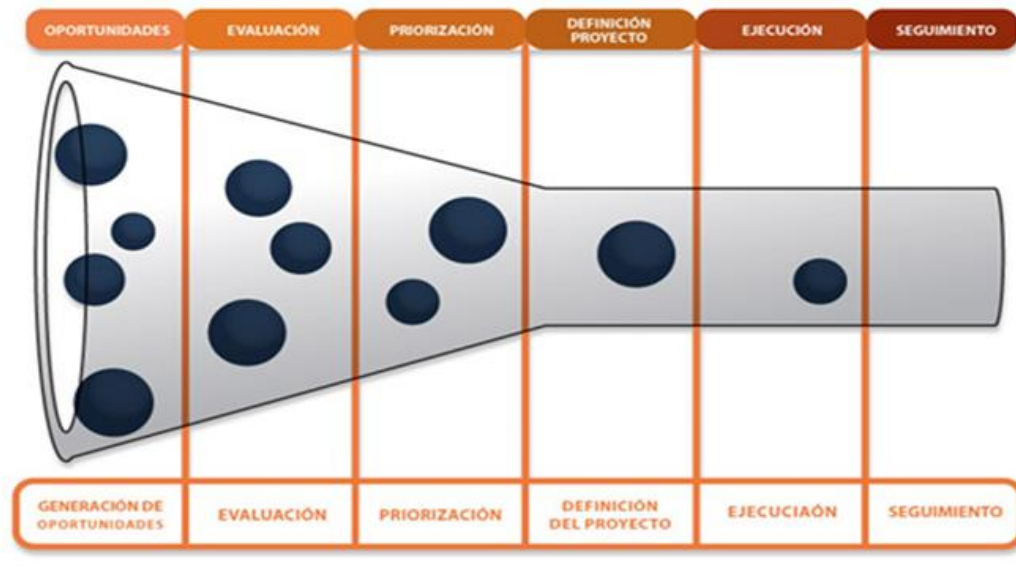 OPORTUNIDADES
EVALUACIÓN
PRIORIZACIÓN
DEFINICIÓN
PROYECTO
EJECUCIÓN
SEGUIMIENTO
GENERACIÓN DE
OPORTUNIDADES
EVALUACIÓN
PRIORIZACIÓN
DEFINICIÓN
DEL PROYECTO
EJECUCIAÓN
SEGUIMIENTO